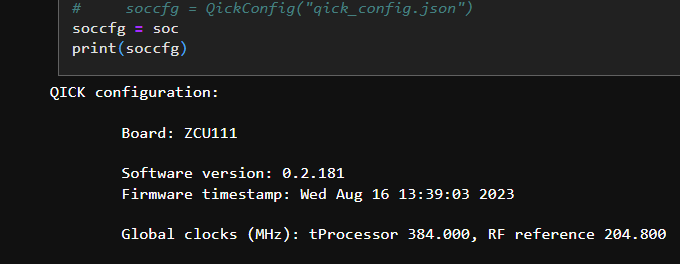 #     soccfg = QickConfig("qick_config.json")
soccfg = soc
print(soccfg)
QICK configuration:
Board: ZCU111
Software version: 0.2.181
Firmware timestamp: Wed Aug 16 13:39:03 2023
Global clocks (MHz): tProcessor 384.000, RF reference 204.800